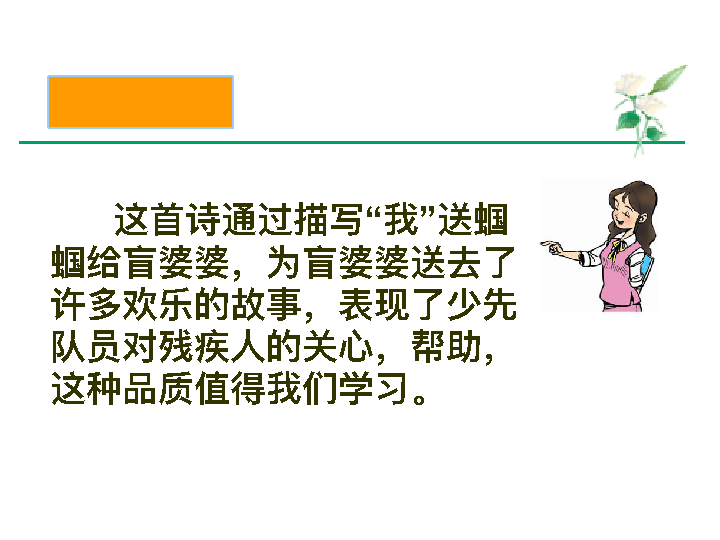 这首诗通过描写“我”送蝈
蝈给盲婆婆，为盲婆婆送去了
许多欢乐的故事，表现了少先
队员对残疾人的关心，帮助，
这种品质值得我们学习。